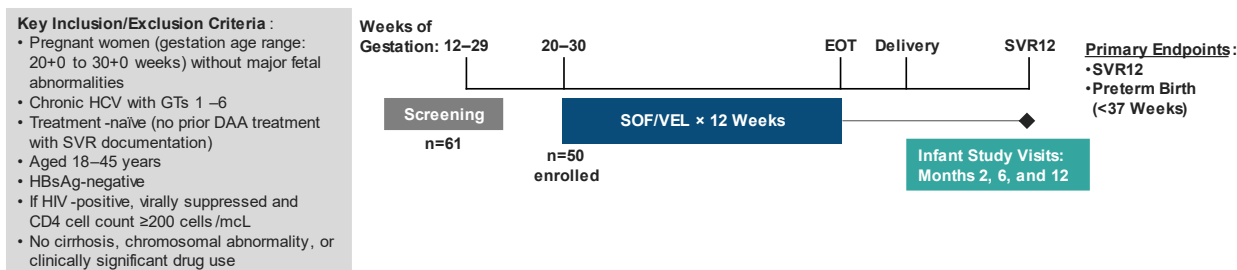 Key Inclusion/Exclusion Criteria :
• Pregnant women (gestation age range:
20+0 to 30+0 weeks) without major fetal
abnormalities
• Chronic HCV with GTs 1 –6
• Treatment -naïve (no prior DAA treatment
with SVR documentation)
• Aged 18–45 years
• HBsAg-negative
• If HIV -positive, virally suppressed and
CD4 cell count ≥200 cells /mcL
• No cirrhosis, chromosomal abnormality, or
clinically significant drug use
Weeks of
Gestation: 12–29
20–30
EOT
Delivery
SVR12
Screening
n=61
SOF/VEL × 12 Weeks
n=50
enrolled
Infant Study Visits:
Months 2, 6, and 12
Primary Endpoints:
•SVR12
•Preterm Birth
(<37 Weeks)